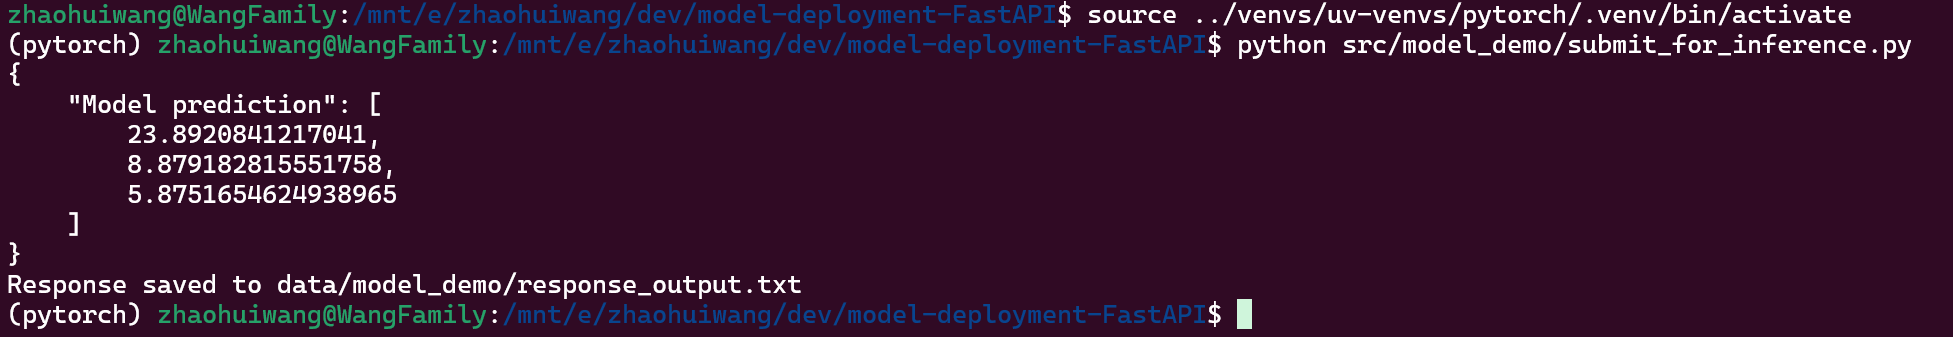 zhaohuiwang@WangFamily:/mnt/e/zhaohuiwang/dev/model-deployment-FastAPI$ source ../venvs/uv-venvs/pytorch/.venv/bin/activate
(pytorch) zhaohuiwang@WangFamily:/mnt/e/zhaohuiwang/dev/model-deployment-FastAPI$ python src/model_demo/submit_for_inference.py
{
    "Model prediction": [
        23.8920841217041,
        8.879182815551758,
        5.8751654624938965
    ]
}
Response saved to data/model_demo/response_output.txt
(pytorch) zhaohuiwang@WangFamily:/mnt/e/zhaohuiwang/dev/model-deployment-FastAPI$